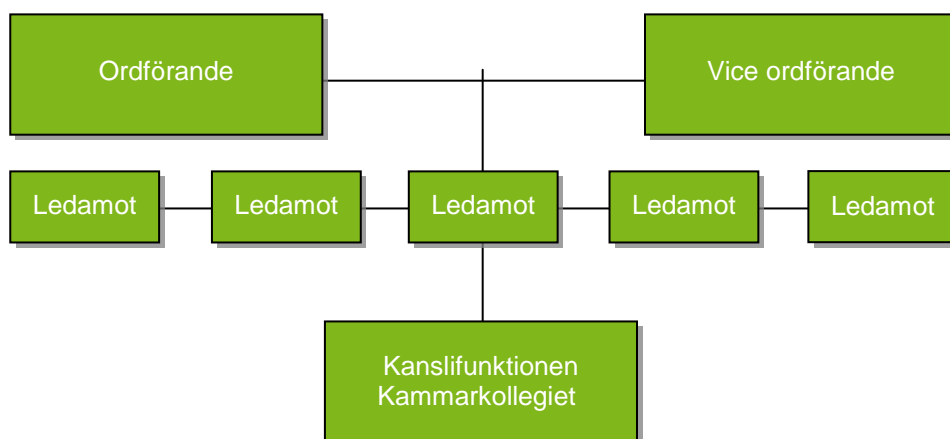 Ordförande
Vice ordförande
Ledamot
Ledamot
Ledamot
Ledamot
Ledamot
Kanslifunktionen
Kammarkollegiet